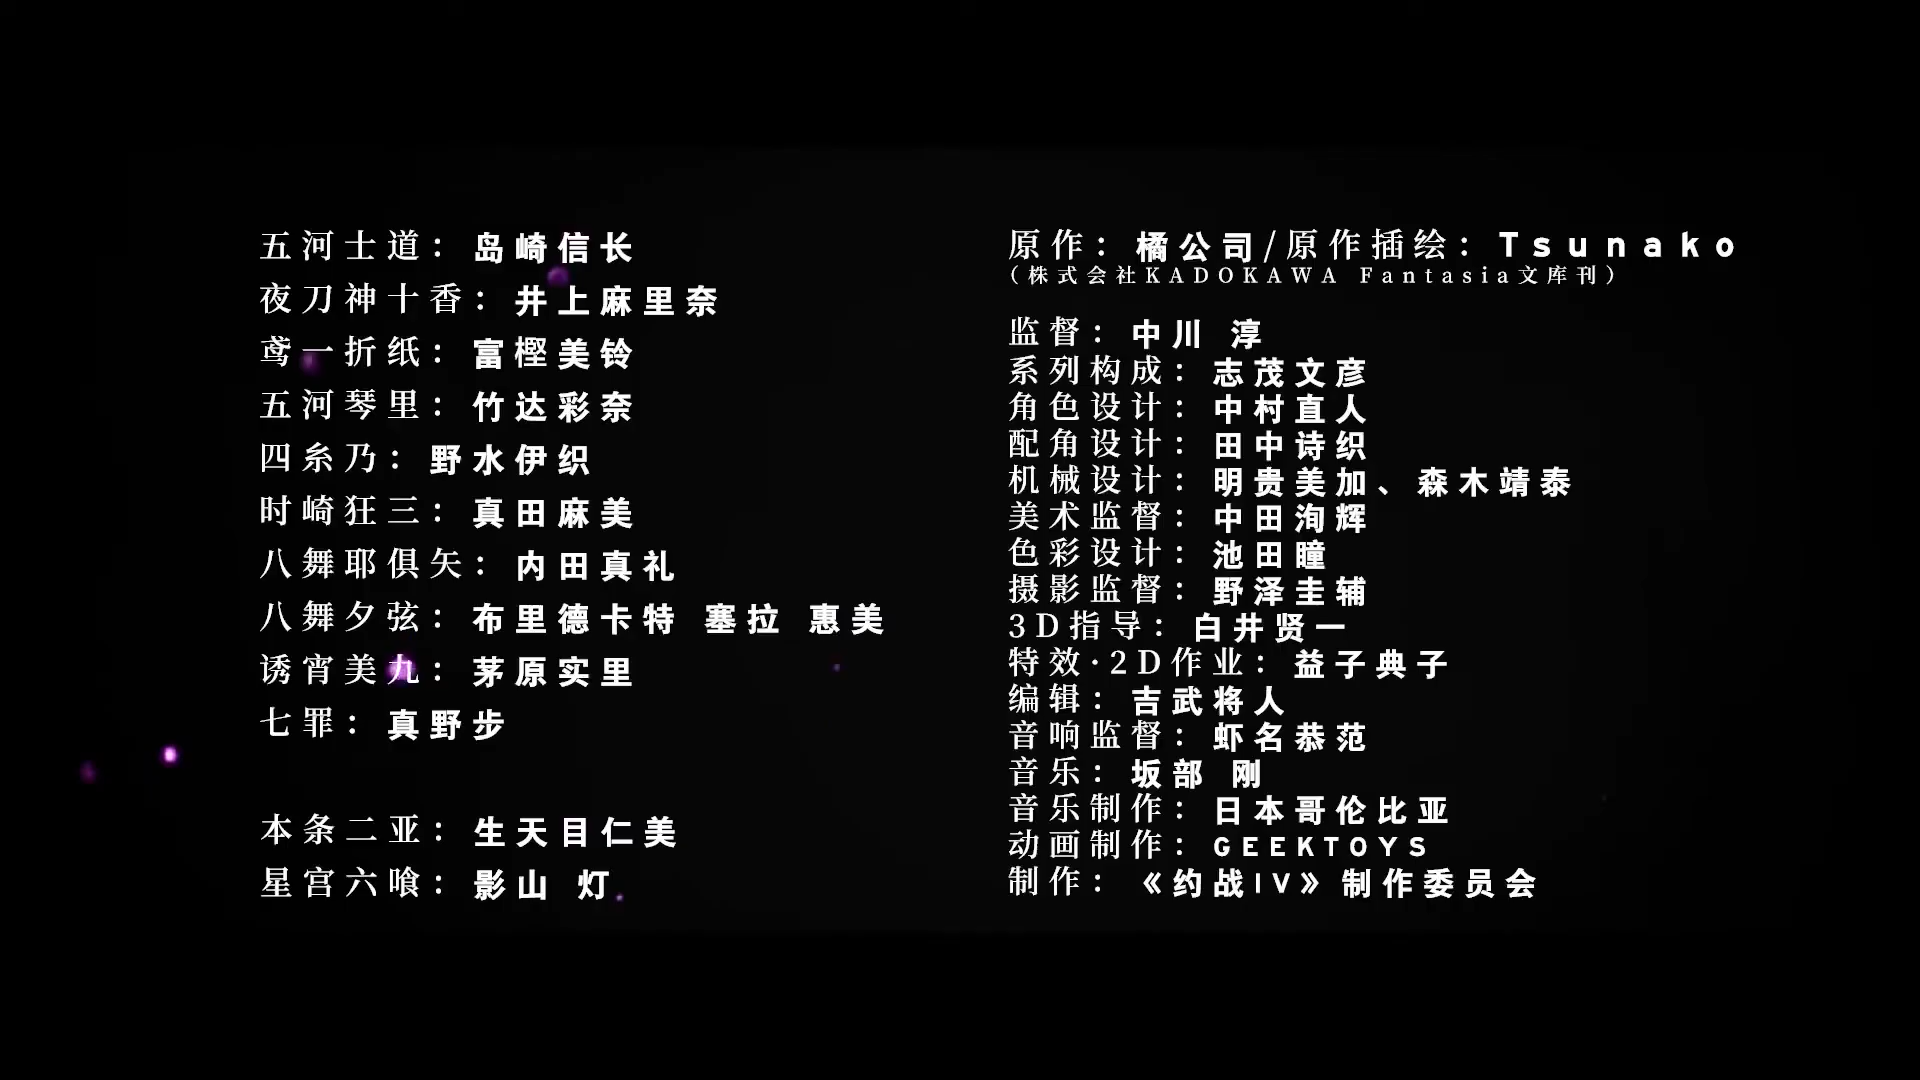 五河士道：岛崎信长
夜刀神十香：井上麻里奈
鸢一折纸：富樫美铃
五河琴里：竹达彩奈
四糸乃：野水伊织
时崎狂三：真田麻美
八舞耶俱矢：内田真礼
八舞夕弦：布里德卡特 塞拉 惠美
诱宵美九：茅原实里
七罪：真野步
本条二亚：生天目仁美
星宫六喰：影山 灯
原作：橘公司/原作插绘：Tsunako
（株式会社KADOKAWA Fantasia文库刊）
监督：中川 淳
系列构成：志茂文彦
角色设计：中村直人
配角设计：田中诗织
机械设计：明贵美加、森木靖泰
美术监督：中田洵辉
色彩设计：池田瞳
摄影监督：野泽圭辅
3D指导：白井贤一
特效·2D作业：益子典子
编辑：吉武将人
音响监督：虾名恭范
音乐：坂部 刚
音乐制作：日本哥伦比亚
动画制作：GEEKTOYS
制作：《约战IV》制作委员会